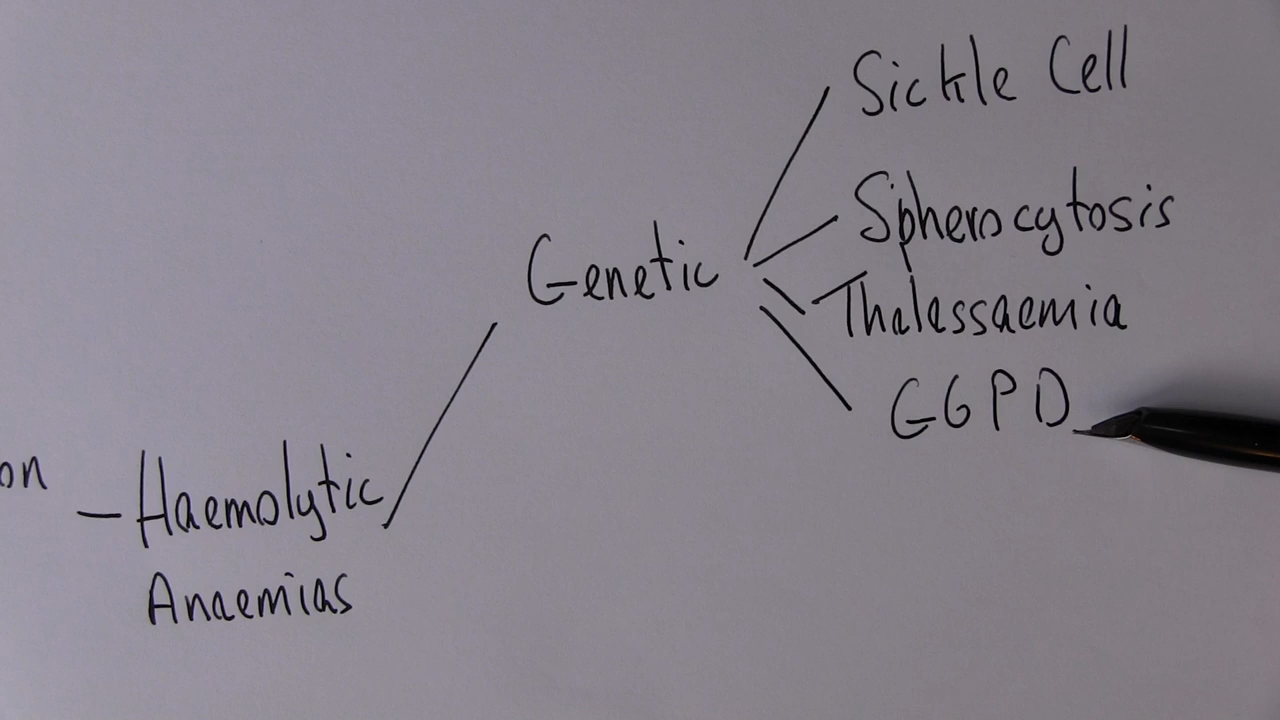 Sickle Cell
Spherocytosis
Genetic
Thalassaemia
G6PD
on
– Haemolytic
Anaemias